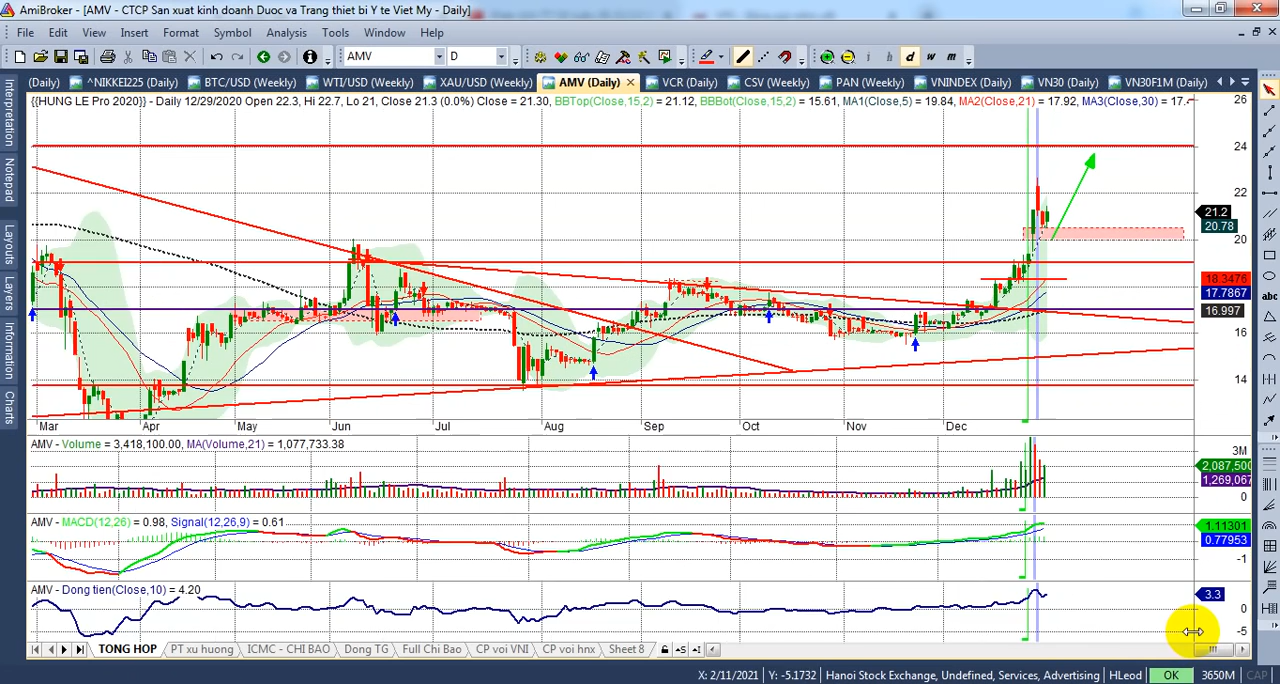 AmiBroker - [AMV - CTCP San xuat kinh doanh Duoc va Trang thiet bi Y te Viet My - Daily]
File Edit View Insert Format Symbol Analysis Tools Window Help
AMV D i h d w m
(Daily) ^NIKKEI225 (Daily) BTC/USD (Weekly) WTI/USD (Weekly) XAU/USD (Weekly) AMV (Daily) VCR (Daily) CSV (Weekly) PAN (Weekly) VNINDEX (Daily) VN30 (Daily) VN30F1M (Daily)
{{HUNG LE Pro 2020}} - Daily 12/29/2020 Open 22.3, Hi 22.7, Lo 21, Close 21.3 (0.0%) Close = 21.30, BBTop(Close,15,2) = 21.12, BBBot(Close,15,2) = 15.61, MA1(Close,5) = 19.84, MA2(Close,21) = 17.92, MA3(Close,30) = 17.4
Interpretation
Notepad
Layouts
Layers
Information
Charts
abc
26
24
22
21.2
20.78
20
18.3476
17.7867
16.997
16
14
Mar Apr May Jun Jul Aug Sep Oct Nov Dec
AMV - Volume = 3,418,100.00, MA(Volume,21) = 1,077,733.38
3M
2,087,500
1,269,067
0
AMV - MACD(12,26) = 0.98, Signal(12,26,9) = 0.61
1.11301
0.77953
-1
AMV - Dong tien(Close,10) = 4.20
3.3
0
-5
TONG HOP PT xu huong ICMC - CHI BAO Dong TG Full Chi Bao CP voi VNI CP voi hnx Sheet 8
X: 2/11/2021 Y: -5.1732 Hanoi Stock Exchange, Undefined, Services, Advertising HLeod OK 3650M CAP